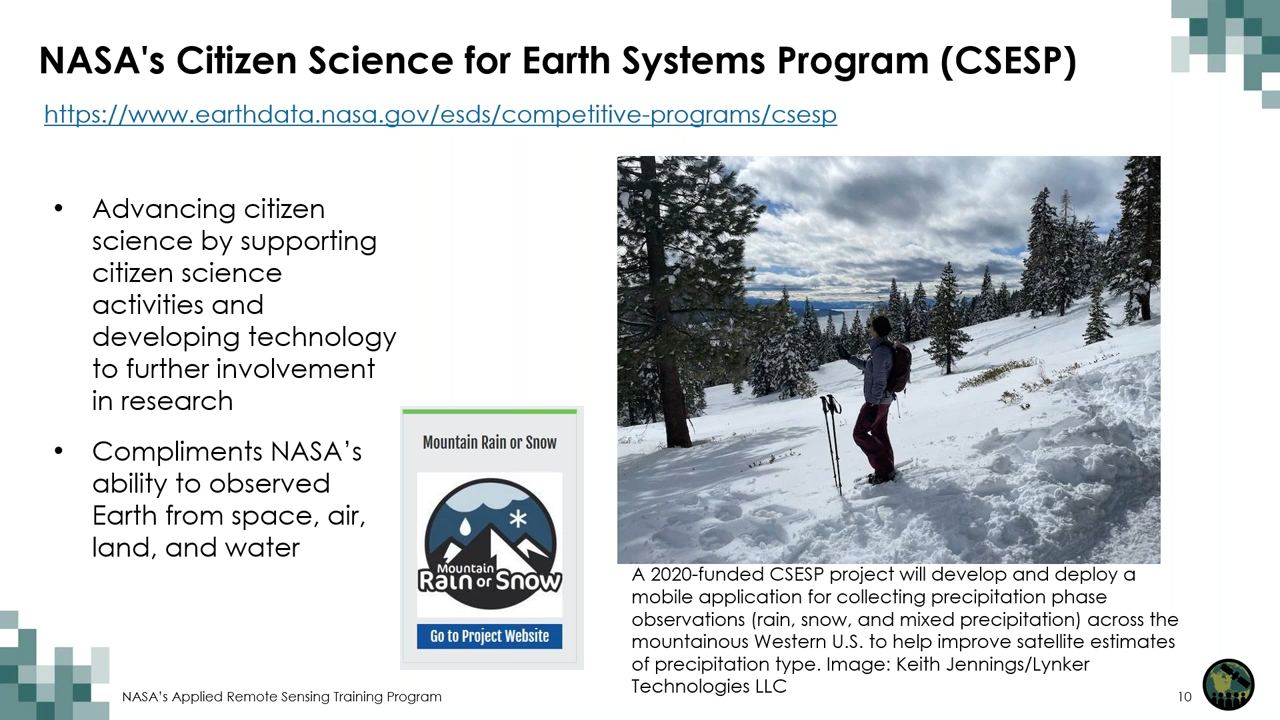 NASA's Citizen Science for Earth Systems Program (CSESP)
https://www.earthdata.nasa.gov/esds/competitive-programs/csesp
• Advancing citizen
science by supporting
citizen science
activities and
developing technology
to further involvement
in research
• Compliments NASA’s
ability to observed
Earth from space, air,
land, and water
Mountain Rain or Snow
Mountain
Rain or Snow
Go to Project Website
A 2020-funded CSESP project will develop and deploy a
mobile application for collecting precipitation phase
observations (rain, snow, and mixed precipitation) across the
mountainous Western U.S. to help improve satellite estimates
of precipitation type. Image: Keith Jennings/Lynker
Technologies LLC
NASA’s Applied Remote Sensing Training Program
10